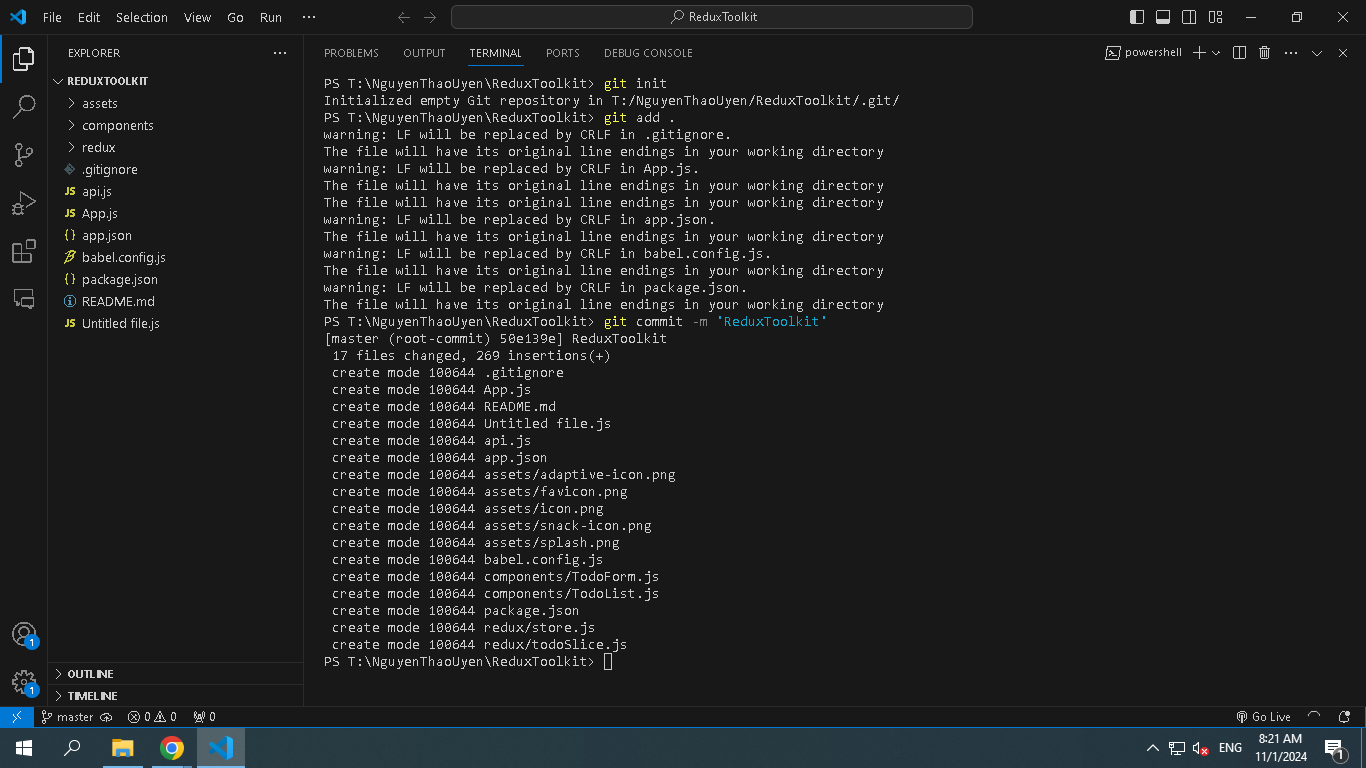 File Edit Selection View Go Run ··· ReduxToolkit
EXPLORER ···
REDUXTOOLKIT
assets
components
redux
.gitignore
JS api.js
JS App.js
{} app.json
babel.config.js
{} package.json
README.md
JS Untitled file.js
OUTLINE
TIMELINE
PROBLEMS OUTPUT TERMINAL PORTS DEBUG CONSOLE powershell ···
PS T:\NguyenThaoUyen\ReduxToolkit> git init
Initialized empty Git repository in T:/NguyenThaoUyen/ReduxToolkit/.git/
PS T:\NguyenThaoUyen\ReduxToolkit> git add .
warning: LF will be replaced by CRLF in .gitignore.
The file will have its original line endings in your working directory
warning: LF will be replaced by CRLF in App.js.
The file will have its original line endings in your working directory
The file will have its original line endings in your working directory
warning: LF will be replaced by CRLF in app.json.
The file will have its original line endings in your working directory
warning: LF will be replaced by CRLF in babel.config.js.
The file will have its original line endings in your working directory
warning: LF will be replaced by CRLF in package.json.
The file will have its original line endings in your working directory
PS T:\NguyenThaoUyen\ReduxToolkit> git commit -m 'ReduxToolkit'
[master (root-commit) 50e139e] ReduxToolkit
17 files changed, 269 insertions(+)
create mode 100644 .gitignore
create mode 100644 App.js
create mode 100644 README.md
create mode 100644 Untitled file.js
create mode 100644 api.js
create mode 100644 app.json
create mode 100644 assets/adaptive-icon.png
create mode 100644 assets/favicon.png
create mode 100644 assets/icon.png
create mode 100644 assets/snack-icon.png
create mode 100644 assets/splash.png
create mode 100644 babel.config.js
create mode 100644 components/TodoForm.js
create mode 100644 components/TodoList.js
create mode 100644 package.json
create mode 100644 redux/store.js
create mode 100644 redux/todoSlice.js
PS T:\NguyenThaoUyen\ReduxToolkit>
1
1
master 0 0 0 Go Live
ENG 8:21 AM
11/1/2024 1